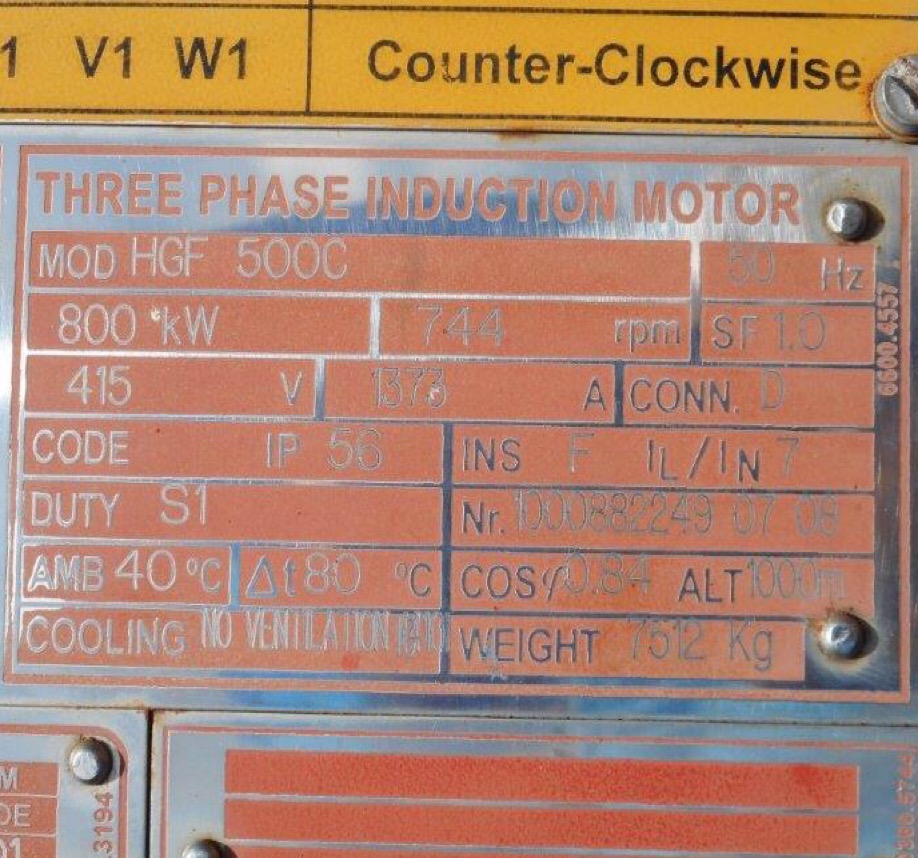 1 V1 W1 Counter-Clockwise
THREE PHASE INDUCTION MOTOR
MOD HGF 500C 50 Hz
800 kW 744 rpm SF 1.0
415 V 1373 A CONN. D
CODE IP 56 INS F IL/IN 7
DUTY S1 Nr. 1000882249 07 08
AMB 40 °C Δt 80 °C COSφ 0.84 ALT 1000m
COOLING NO VENTILATION WEIGHT 7512 Kg
6600.4557
.3194